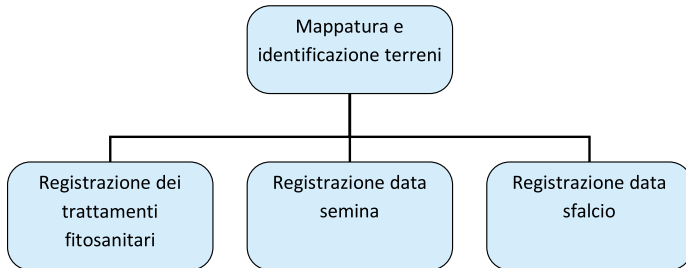 Mappatura e
identificazione terreni
Registrazione dei
trattamenti
fitosanitari
Registrazione data
semina
Registrazione data
sfalcio